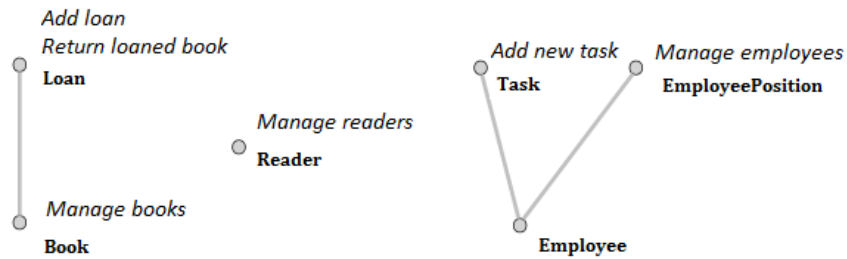 Add loan
Return loaned book
Loan
Manage readers
Reader
Manage books
Book
Add new task
Task
Manage employees
EmployeePosition
Employee